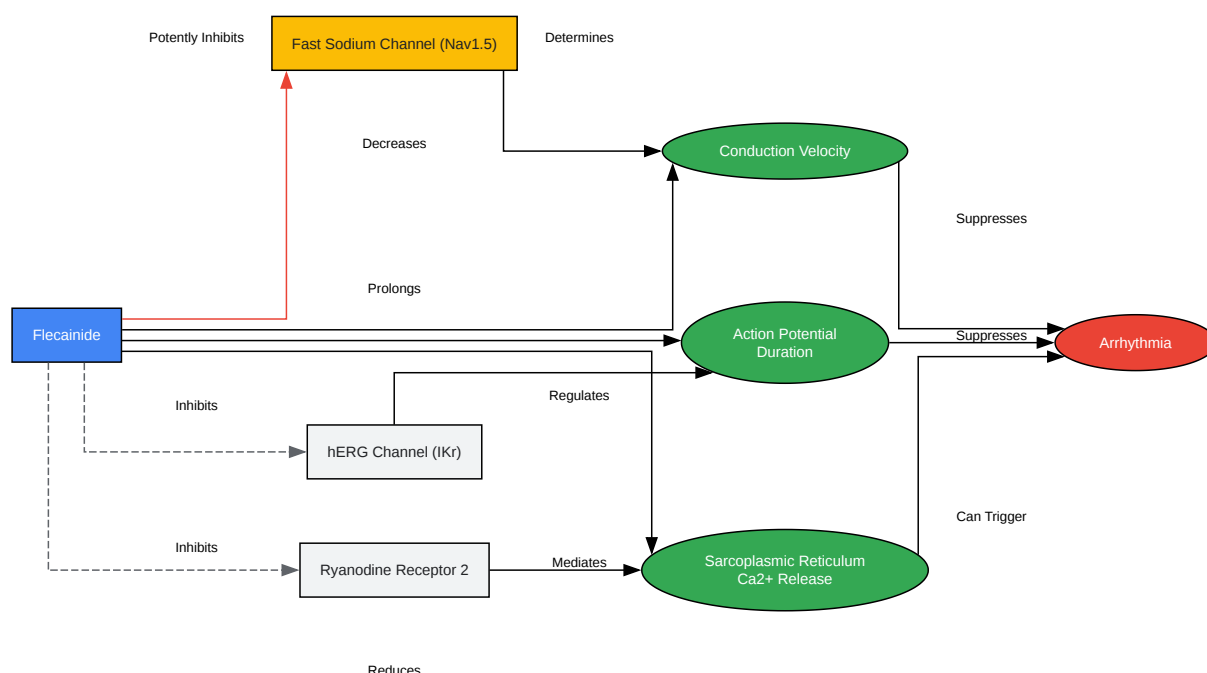 Potently Inhibits
Fast Sodium Channel (Nav1.5)
Determines
Decreases
Conduction Velocity
Suppresses
Prolongs
Flecainide
Action Potential
Duration
Suppresses
Arrhythmia
Inhibits
Regulates
hERG Channel (IKr)
Can Trigger
Inhibits
Ryanodine Receptor 2
Mediates
Sarcoplasmic Reticulum
Ca2+ Release
Reduces